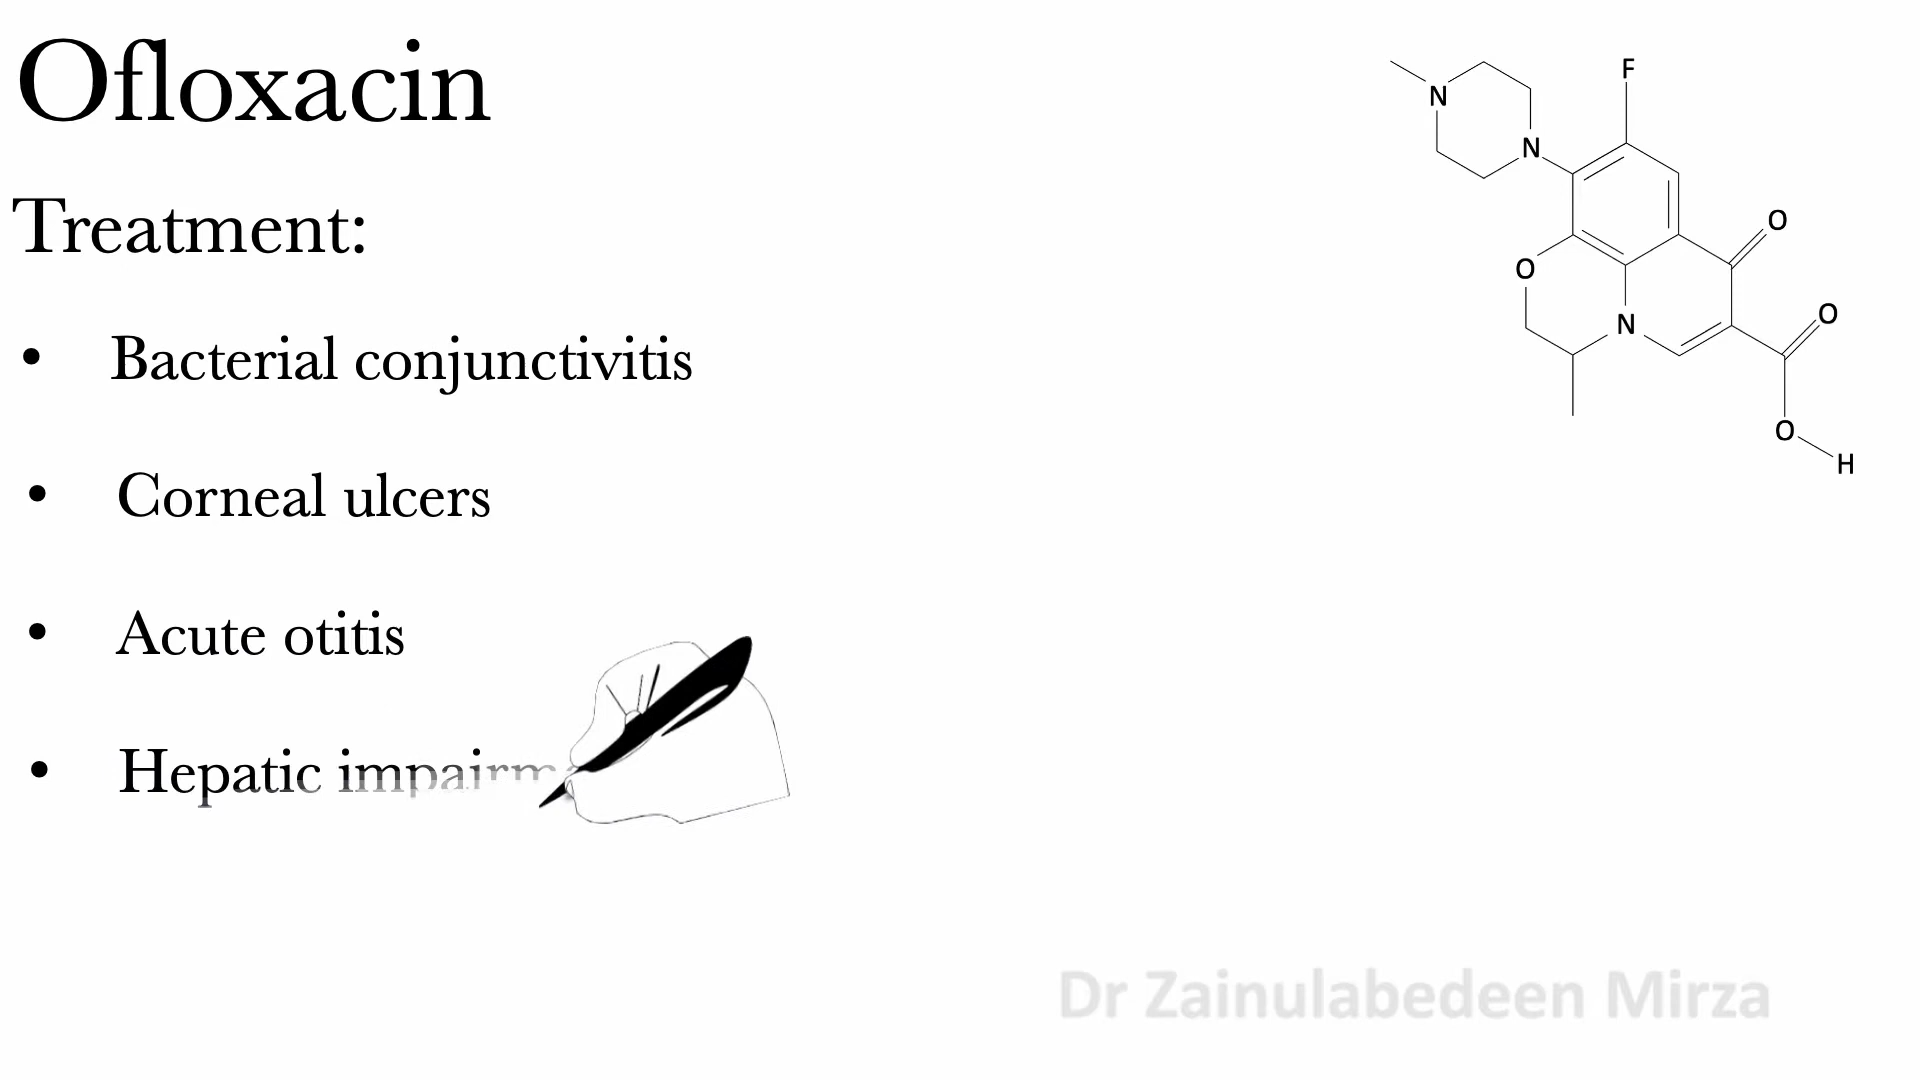 Ofloxacin
Treatment:
• Bacterial conjunctivitis
• Corneal ulcers
• Acute otitis
• Hepatic
F
N
N
O
O
N
O
O
H
Dr Zainulabedeen Mirza